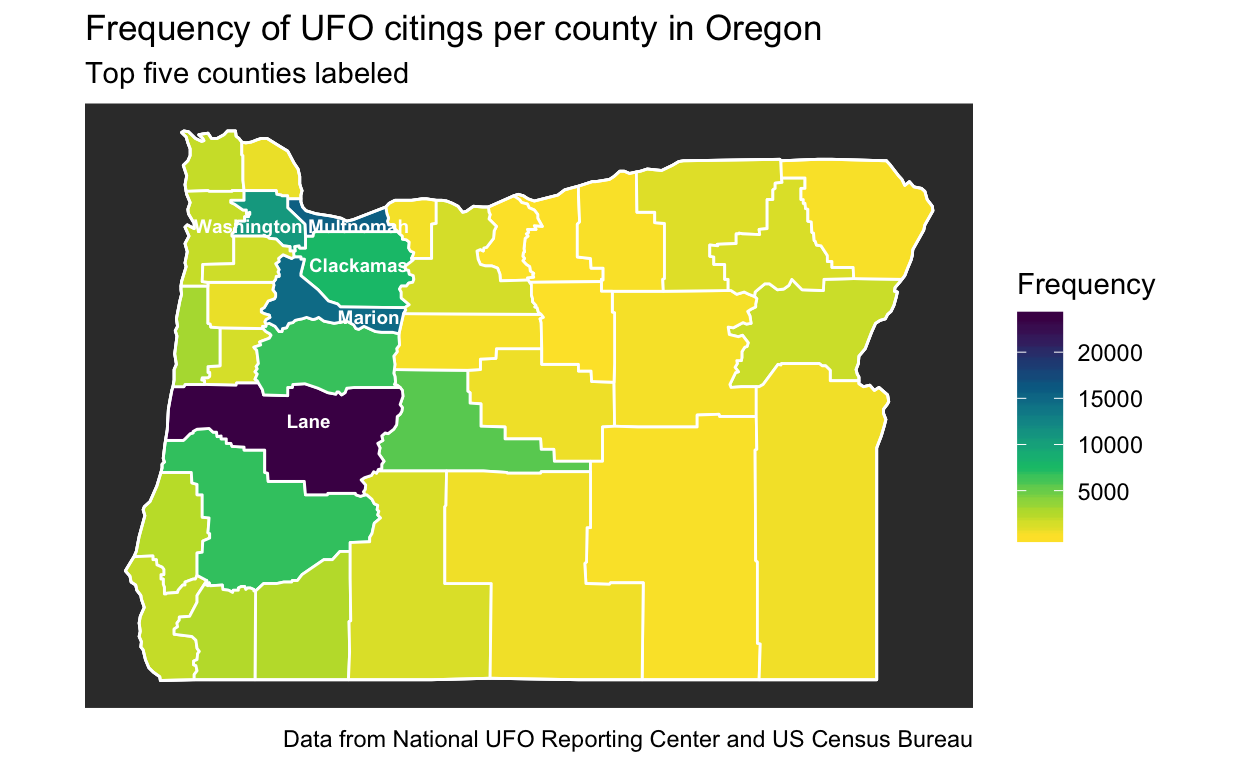 Frequency of UFO citings per county in Oregon
Top five counties labeled
Washington
Multnomah
Clackamas
Marion
Lane
Frequency
20000
15000
10000
5000
Data from National UFO Reporting Center and US Census Bureau